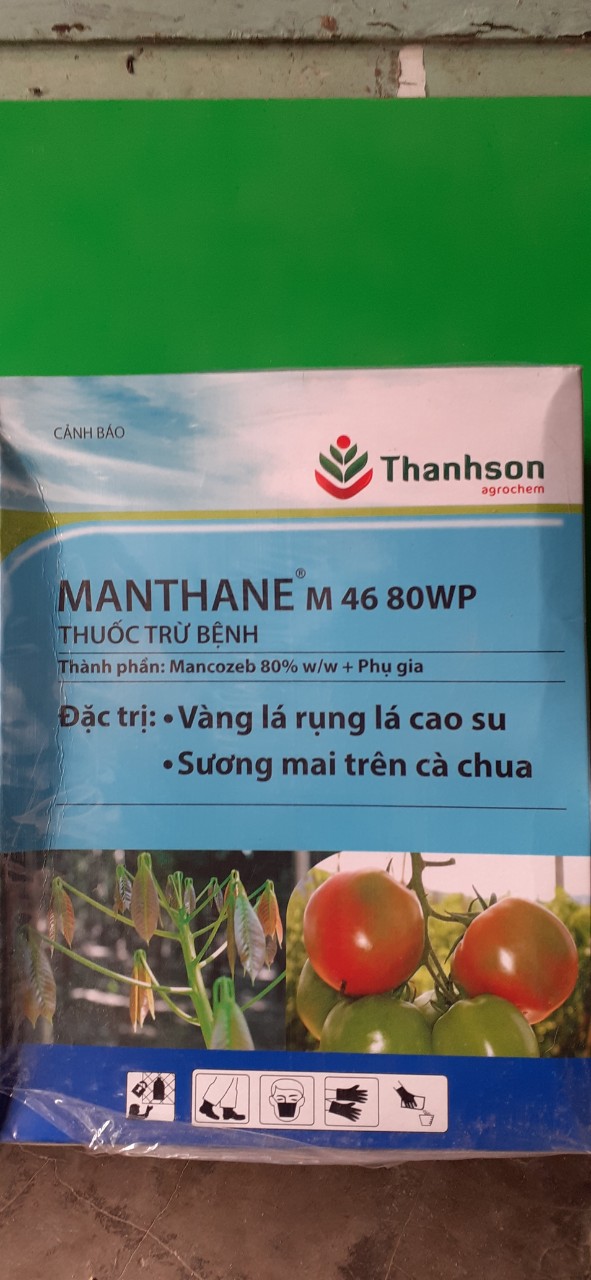 CẢNH BÁO
Thanhson
agrochem
MANTHANE® M 46 80WP
THUỐC TRỪ BỆNH
Thành phần: Mancozeb 80% w/w + Phụ gia
Đặc trị: • Vàng lá rụng lá cao su
• Sương mai trên cà chua